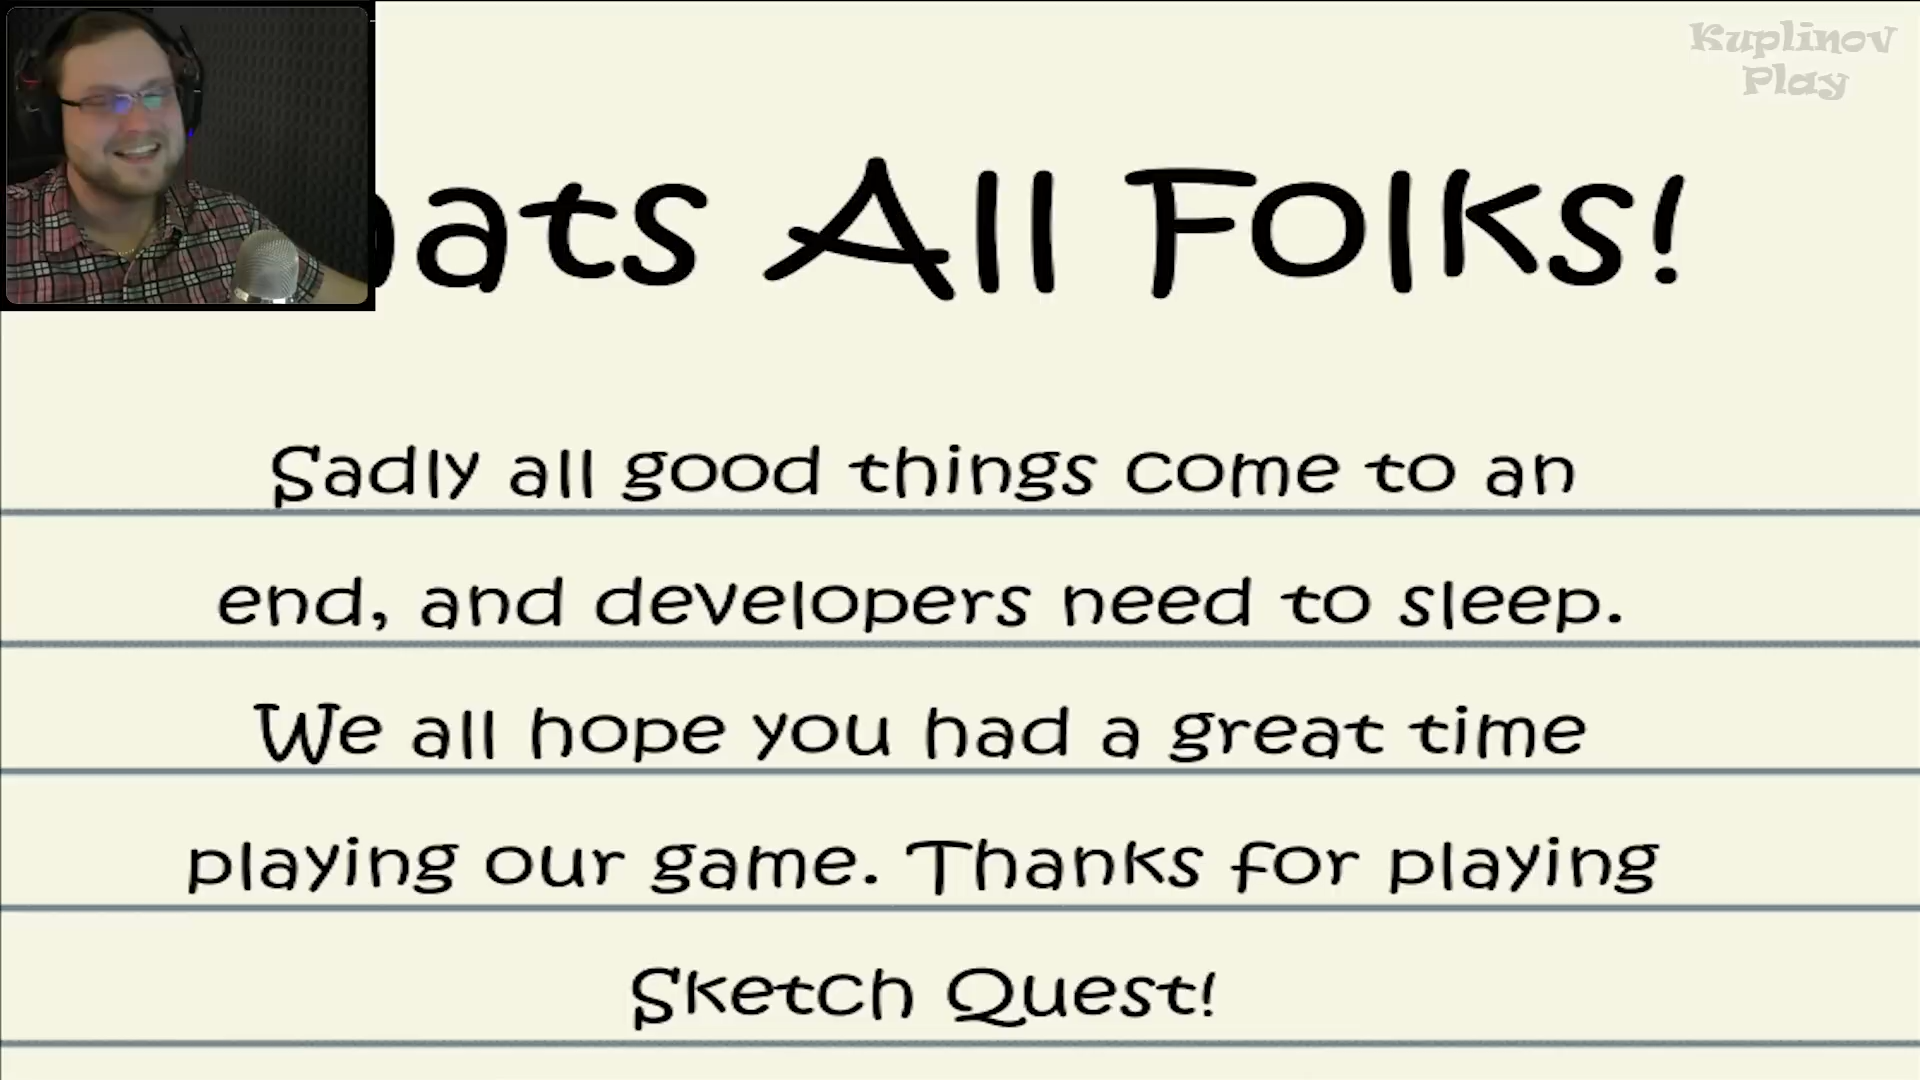 Kuplinov
Play
ats All Folks!
Sadly all good things come to an
end, and developers need to sleep.
We all hope you had a great time
playing our game. Thanks for playing
Sketch Quest!